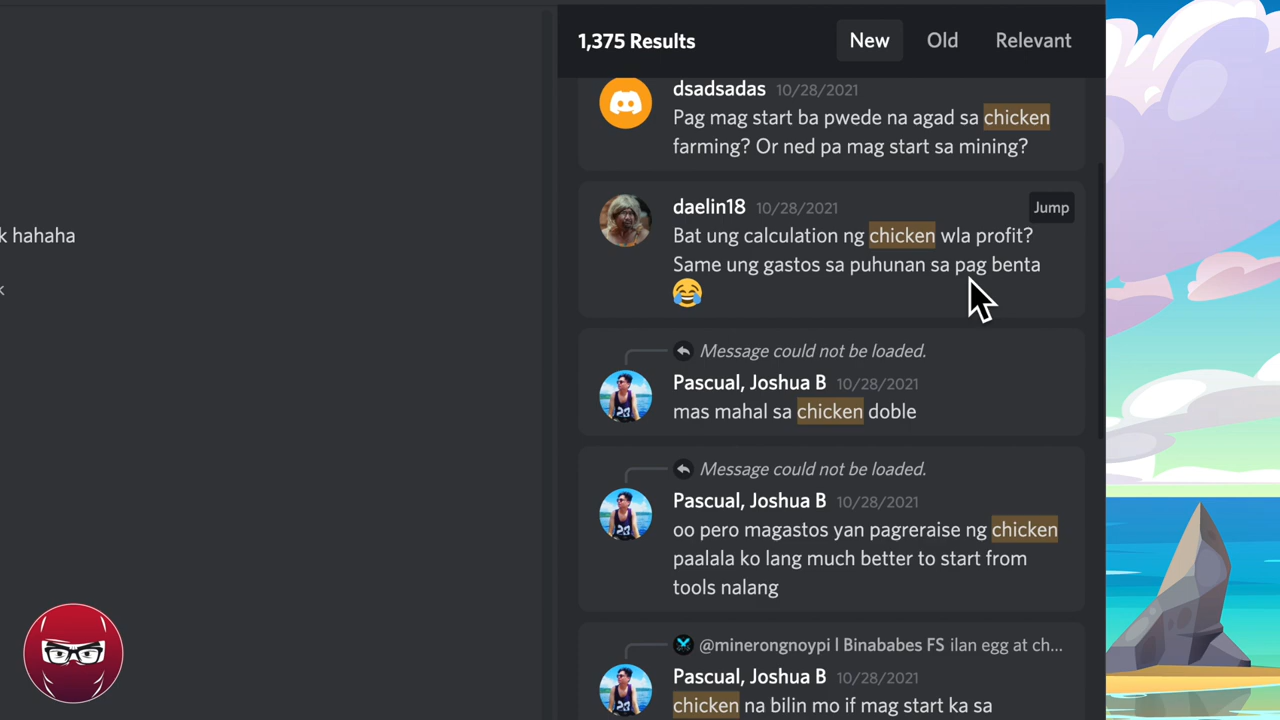 1,375 Results
New
Old
Relevant
k hahaha
k
dsadsadas 10/28/2021
Pag mag start ba pwede na agad sa chicken
farming? Or ned pa mag start sa mining?
daelin18 10/28/2021
Jump
Bat ung calculation ng chicken wla profit?
Same ung gastos sa puhunan sa pag benta
😂
Message could not be loaded.
Pascual, Joshua B 10/28/2021
mas mahal sa chicken doble
Message could not be loaded.
Pascual, Joshua B 10/28/2021
oo pero magastos yan pagreraise ng chicken
paalala ko lang much better to start from
tools nalang
@minerongnoypi l Binababes FS ilan egg at ch...
Pascual, Joshua B 10/28/2021
chicken na bilin mo if mag start ka sa